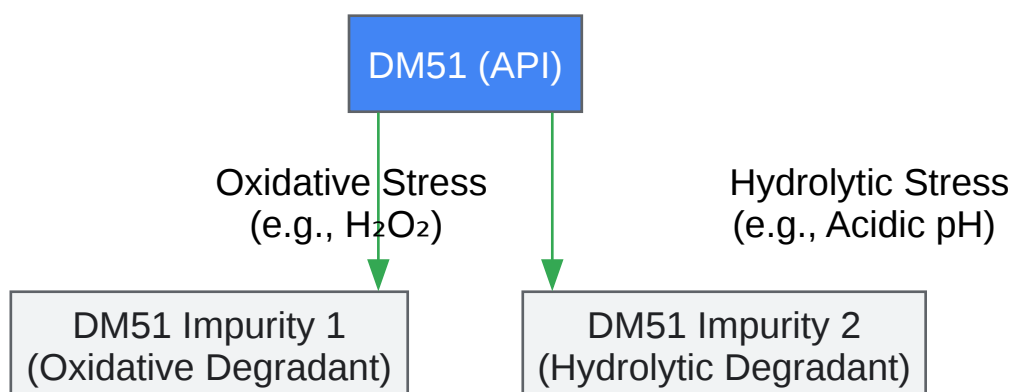 DM51 (API)
Oxidative Stress
(e.g., H₂O₂)
Hydrolytic Stress
(e.g., Acidic pH)
DM51 Impurity 1
(Oxidative Degradant)
DM51 Impurity 2
(Hydrolytic Degradant)